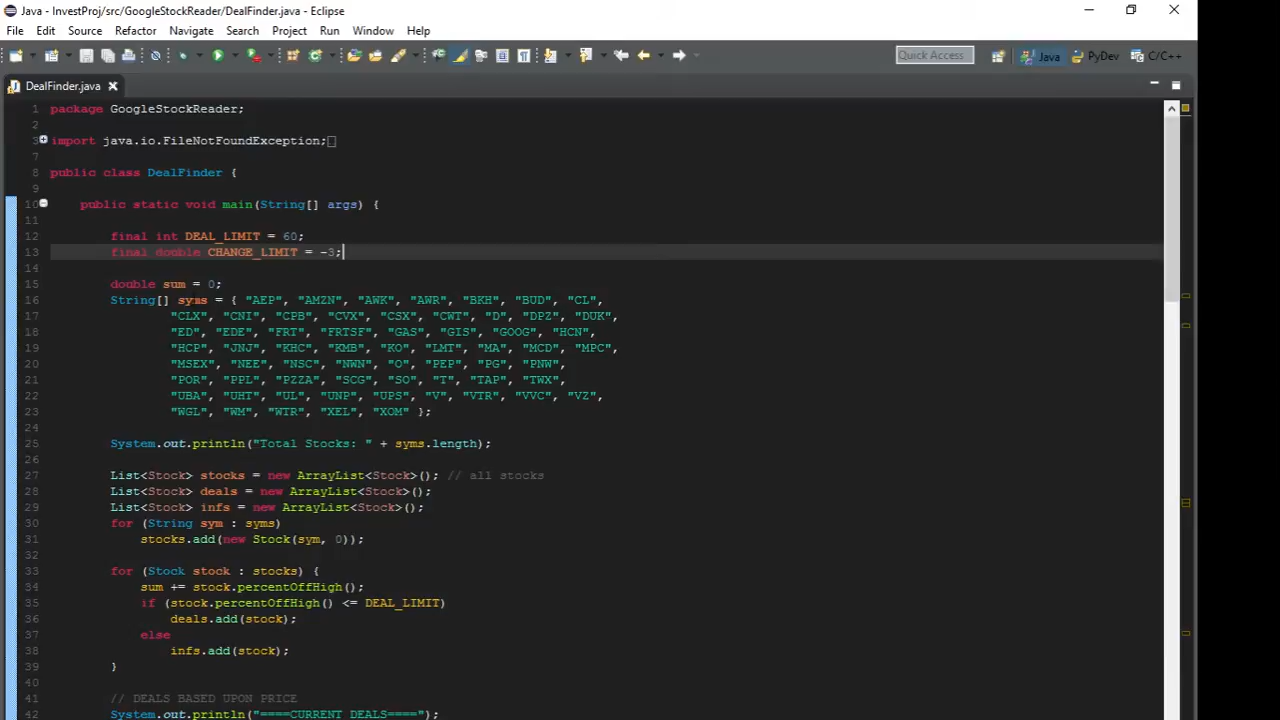 Java - InvestProj/src/GoogleStockReader/DealFinder.java - Eclipse
File Edit Source Refactor Navigate Search Project Run Window Help
Quick Access Java PyDev C/C++
DealFinder.java
1 package GoogleStockReader;
2
3 import java.io.FileNotFoundException;
7
8 public class DealFinder {
9
10 public static void main(String[] args) {
11
12 final int DEAL_LIMIT = 60;
13 final double CHANGE_LIMIT = -3;
14
15 double sum = 0;
16 String[] syms = { "AEP", "AMZN", "AWK", "AWR", "BKH", "BUD", "CL",
17 "CLX", "CNI", "CPB", "CVX", "CSX", "CWT", "D", "DPZ", "DUK",
18 "ED", "EDE", "FRT", "FRTSF", "GAS", "GIS", "GOOG", "HCN",
19 "HCP", "JNJ", "KHC", "KMB", "KO", "LMT", "MA", "MCD", "MPC",
20 "MSEX", "NEE", "NSC", "NWN", "O", "PEP", "PG", "PNW",
21 "POR", "PPL", "PZZA", "SCG", "SO", "T", "TAP", "TWX",
22 "UBA", "UHT", "UL", "UNP", "UPS", "V", "VTR", "VVC", "VZ",
23 "WGL", "WM", "WTR", "XEL", "XOM" };
24
25 System.out.println("Total Stocks: " + syms.length);
26
27 List<Stock> stocks = new ArrayList<Stock>(); // all stocks
28 List<Stock> deals = new ArrayList<Stock>();
29 List<Stock> infs = new ArrayList<Stock>();
30 for (String sym : syms)
31 stocks.add(new Stock(sym, 0));
32
33 for (Stock stock : stocks) {
34 sum += stock.percentOffHigh();
35 if (stock.percentOffHigh() <= DEAL_LIMIT)
36 deals.add(stock);
37 else
38 infs.add(stock);
39 }
40
41 // DEALS BASED UPON PRICE
42 System.out.println("====CURRENT DEALS====");